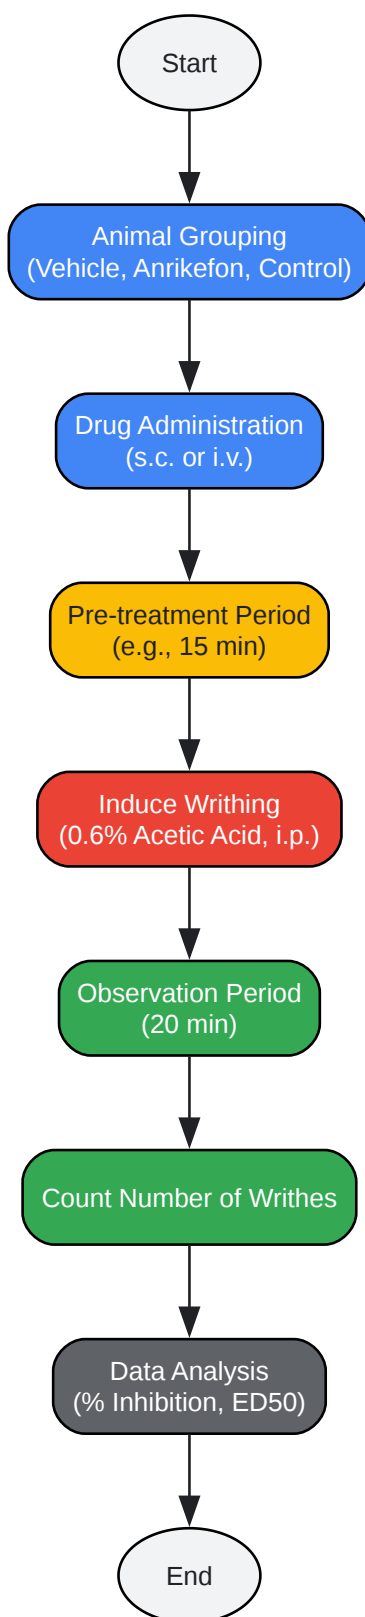 Start
Animal Grouping
(Vehicle, Anrikefon, Control)
Drug Administration
(s.c. or i.v.)
Pre-treatment Period
(e.g., 15 min)
Induce Writhing
(0.6% Acetic Acid, i.p.)
Observation Period
(20 min)
Count Number of Writhes
Data Analysis
(% Inhibition, ED50)
End